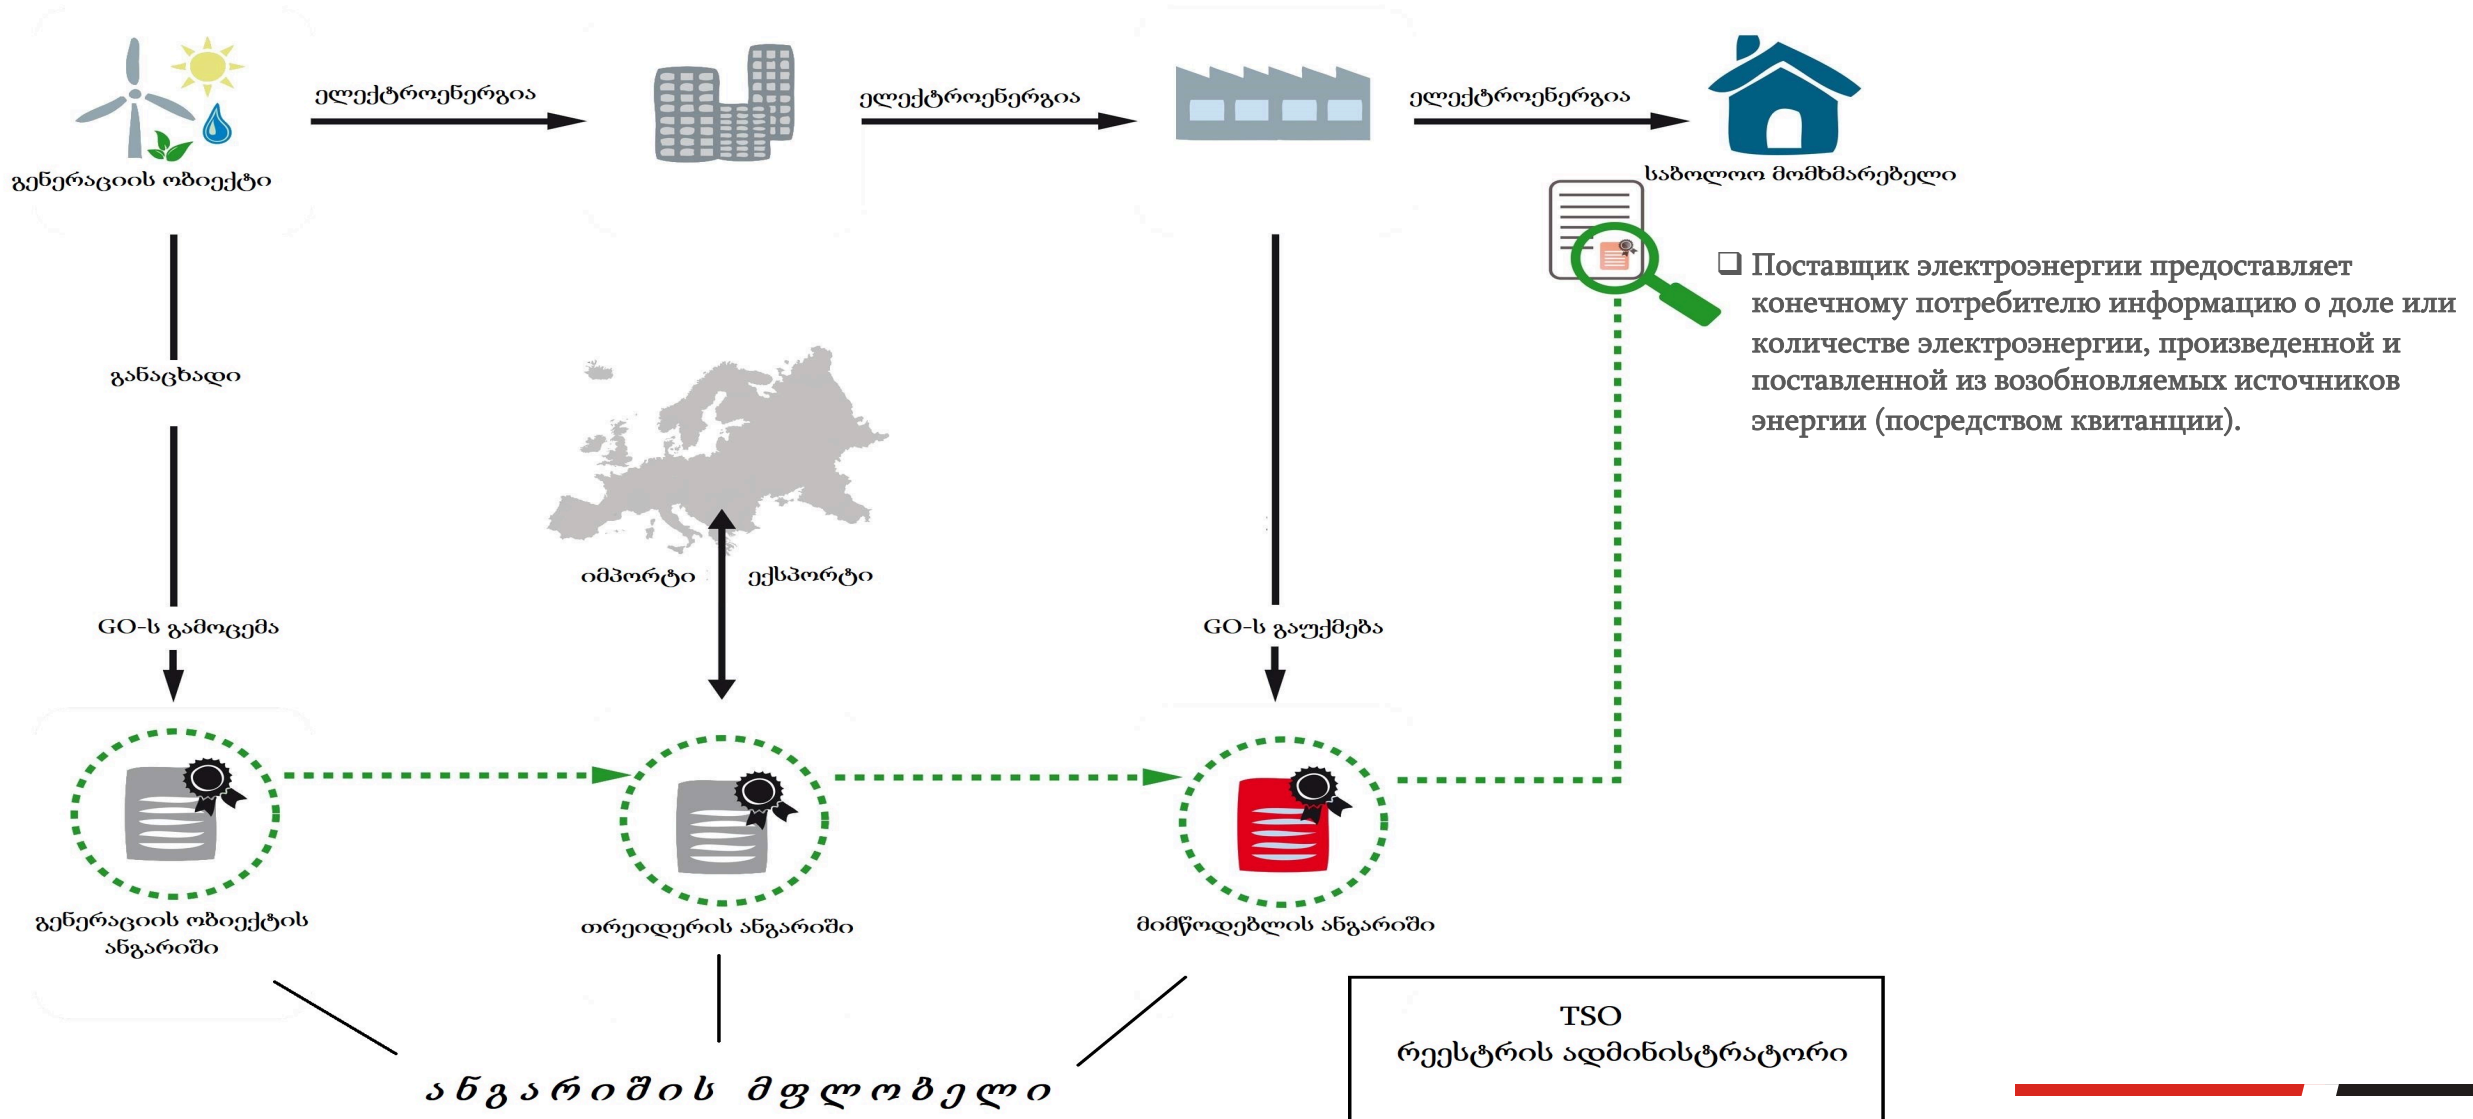 ელექტროენერგია
ელექტროენერგია
ელექტროენერგია
გენერაციის ობიექტი
საბოლოო მომხმარებელი
❑ Поставщик электроэнергии предоставляет
конечному потребителю информацию о доле или
количестве электроэнергии, произведенной и
поставленной из возобновляемых источников
энергии (посредством квитанции).
განაცხადი
იმპორტი
ექსპორტი
GO-ს გამოცემა
GO-ს გაუქმება
გენერაციის ობიექტის
ანგარიში
თრეიდერის ანგარიში
მიმწოდებლის ანგარიში
ანგარიშის მფლობელი
TSO
რეესტრის ადმინისტრატორი